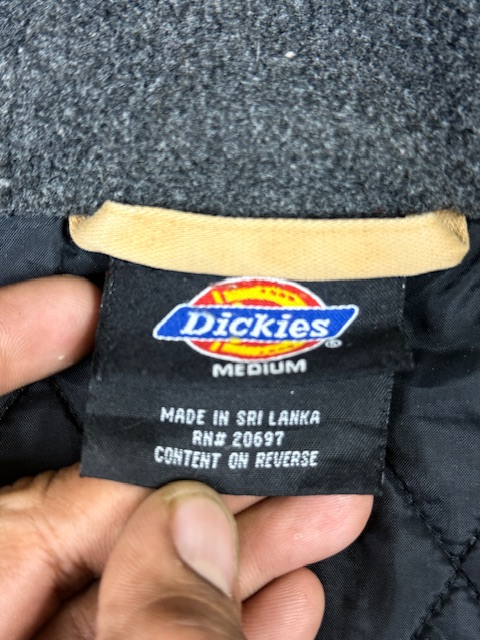 Dickies®
MEDIUM
MADE IN SRI LANKA
RN# 20697
CONTENT ON REVERSE